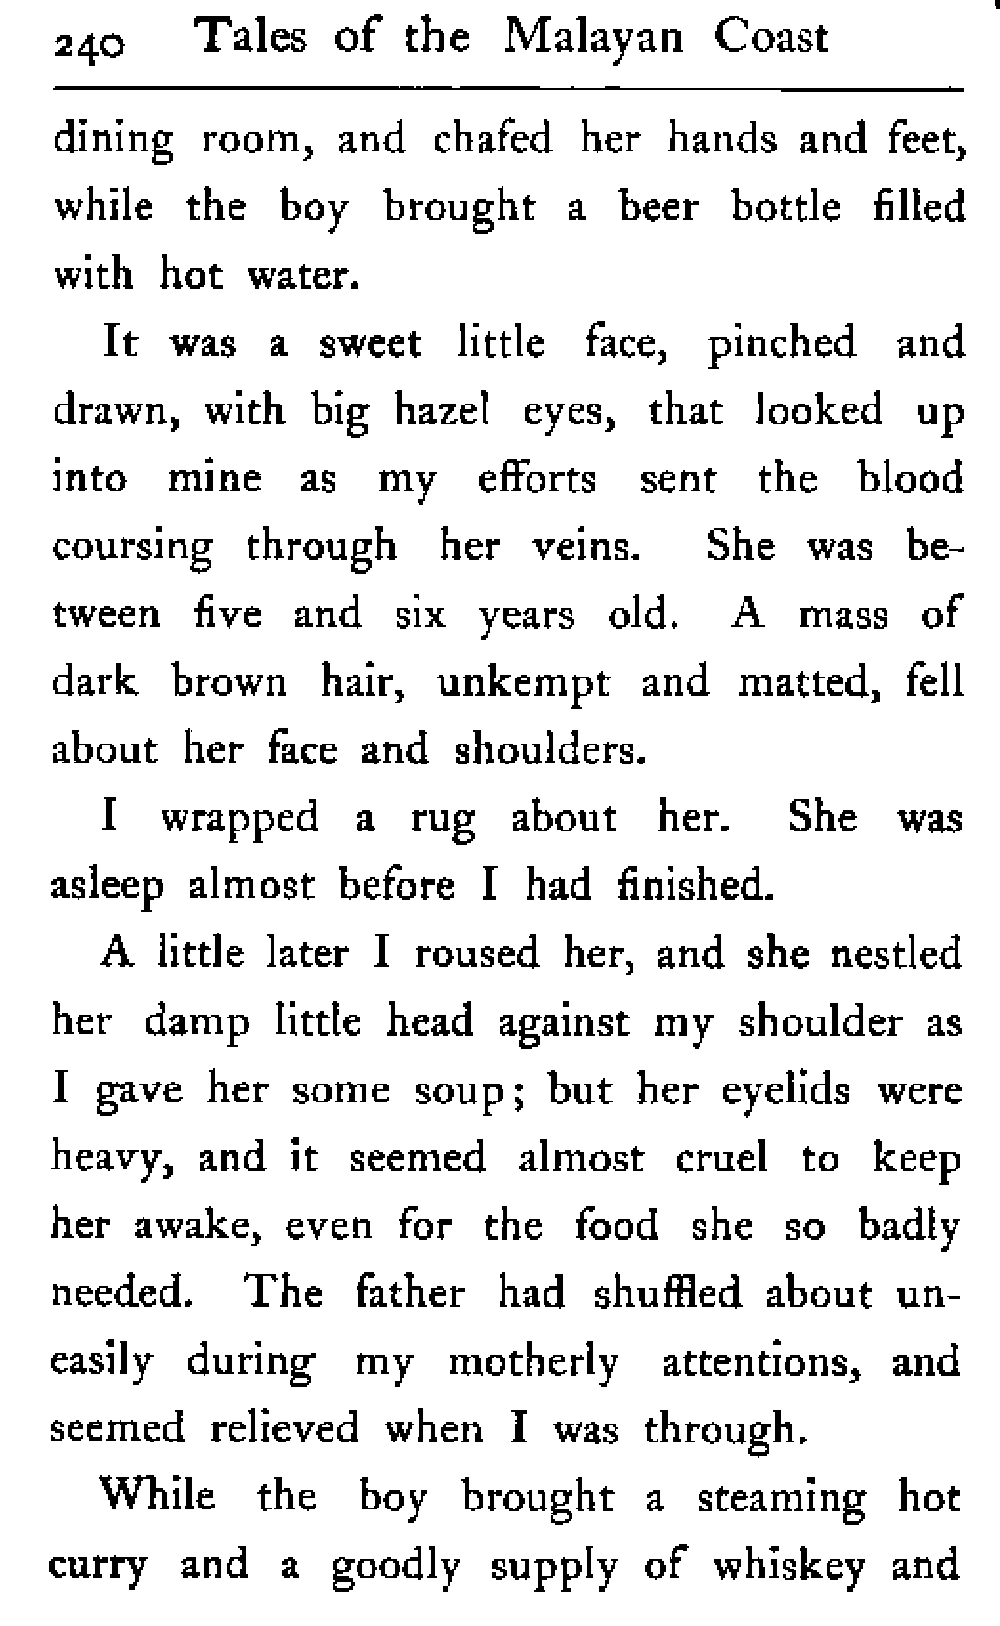 240 Tales of the Malayan Coast
dining room, and chafed her hands and feet,
while the boy brought a beer bottle filled
with hot water.
It was a sweet little face, pinched and
drawn, with big hazel eyes, that looked up
into mine as my efforts sent the blood
coursing through her veins. She was be-
tween five and six years old. A mass of
dark brown hair, unkempt and matted, fell
about her face and shoulders.
I wrapped a rug about her. She was
asleep almost before I had finished.
A little later I roused her, and she nestled
her damp little head against my shoulder as
I gave her some soup; but her eyelids were
heavy, and it seemed almost cruel to keep
her awake, even for the food she so badly
needed. The father had shuffled about un-
easily during my motherly attentions, and
seemed relieved when I was through.
While the boy brought a steaming hot
curry and a goodly supply of whiskey and